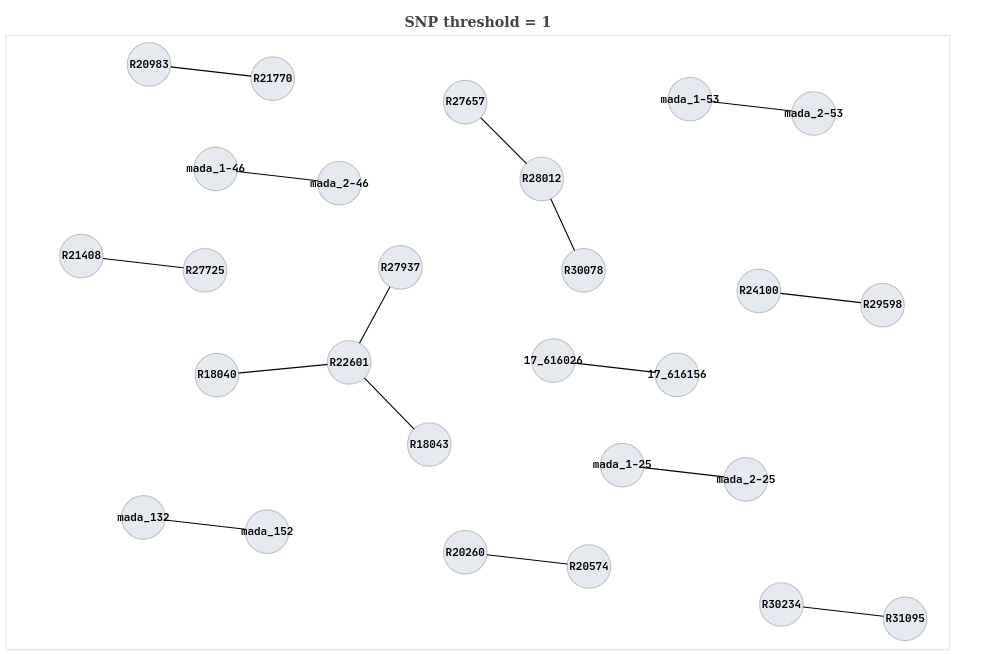 SNP threshold = 1
R20983
R21770
R27657
mada_1-53
mada_2-53
mada_1-46
mada_2-46
R28012
R21408
R27725
R27937
R30078
R24100
R29598
R18040
R22601
17_616026
17_616156
R18043
mada_1-25
mada_2-25
mada_132
mada_152
R20260
R20574
R30234
R31095